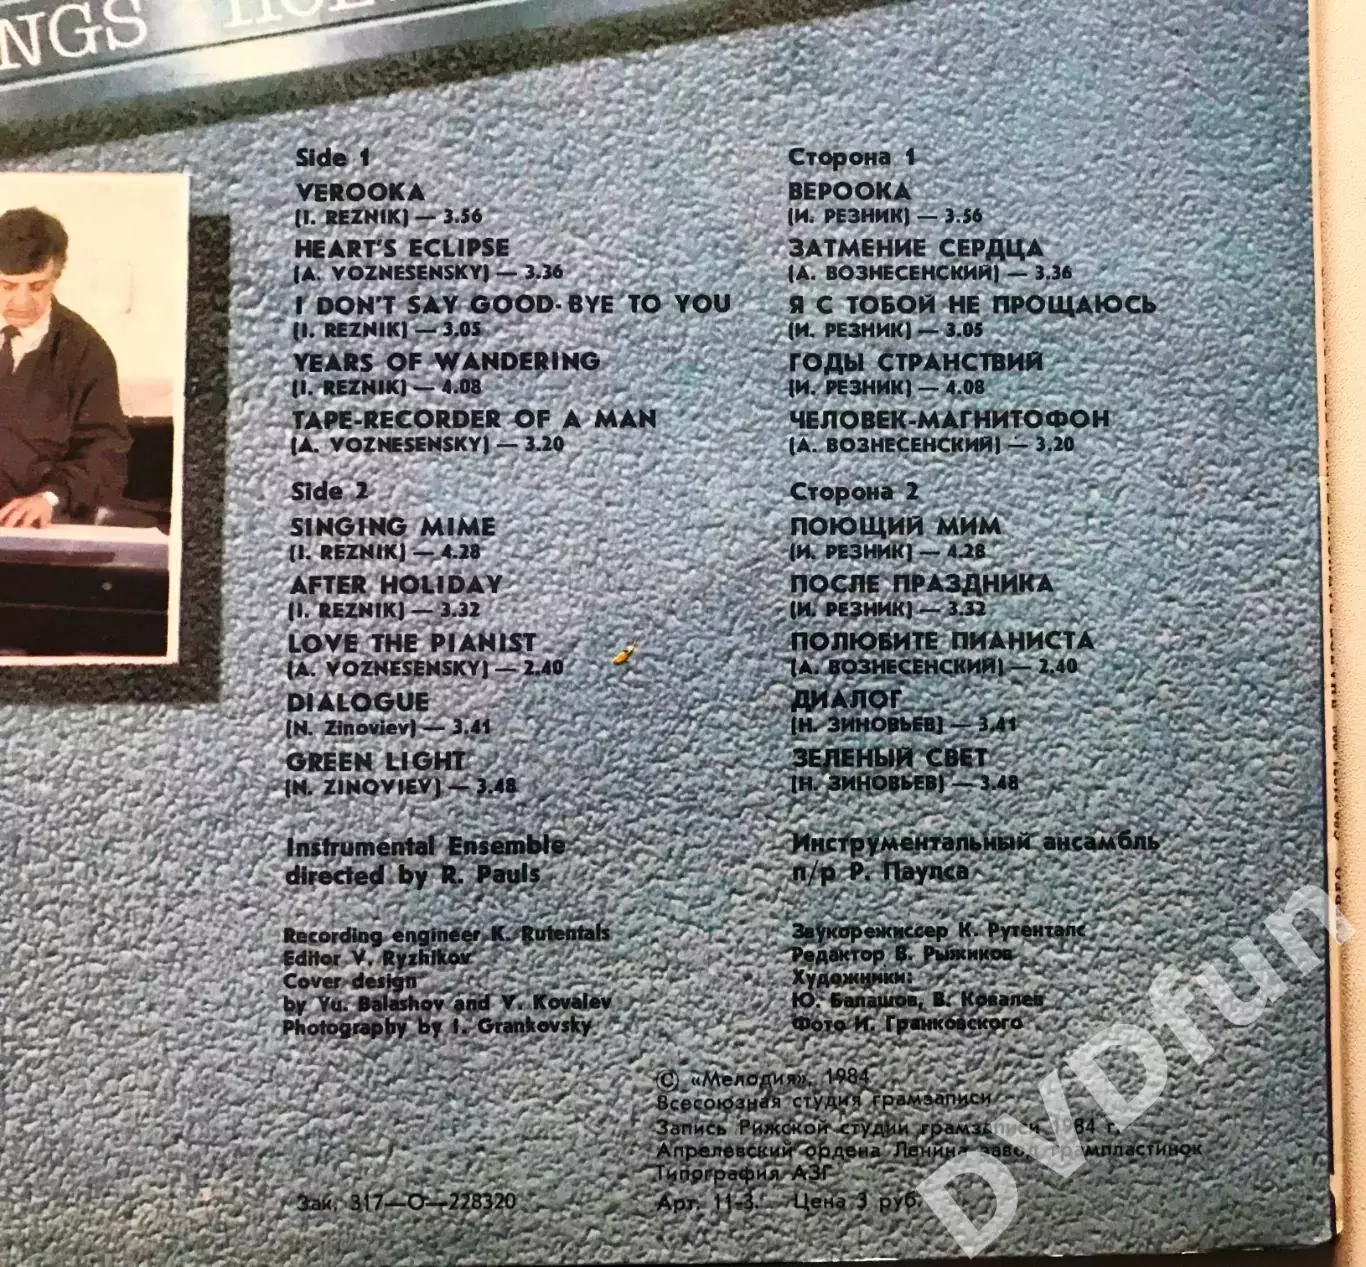 NGS
Side 1
VEROOKA
(I. REZNIK) — 3.56
HEART'S ECLIPSE
(A. VOZNESENSKY) — 3.36
I DON'T SAY GOOD-BYE TO YOU
(I. REZNIK) — 3.05
YEARS OF WANDERING
(I. REZNIK) — 4.08
TAPE-RECORDER OF A MAN
(A. VOZNESENSKY) — 3.20
Side 2
SINGING MIME
(I. REZNIK) — 4.28
AFTER HOLIDAY
(I. REZNIK) — 3.32
LOVE THE PIANIST
(A. VOZNESENSKY) — 2.40
DIALOGUE
(N. Zinoviev) — 3.41
GREEN LIGHT
(N. ZINOVIEV) — 3.48
Instrumental Ensemble
directed by R. Pauls
Recording engineer K. Rutentals
Editor V. Ryzhikov
Cover design
by Yu. Balashov and V. Kovalev
Photography by I. Grankovsky
Сторона 1
ВЕРООКА
(И. РЕЗНИК) — 3.56
ЗАТМЕНИЕ СЕРДЦА
(А. ВОЗНЕСЕНСКИЙ) — 3.36
Я С ТОБОЙ НЕ ПРОЩАЮСЬ
(И. РЕЗНИК) — 3.05
ГОДЫ СТРАНСТВИЙ
(И. РЕЗНИК) — 4.08
ЧЕЛОВЕК-МАГНИТОФОН
(А. ВОЗНЕСЕНСКИЙ) — 3.20
Сторона 2
ПОЮЩИЙ МИМ
(И. РЕЗНИК) — 4.28
ПОСЛЕ ПРАЗДНИКА
(И. РЕЗНИК) — 3.32
ПОЛЮБИТЕ ПИАНИСТА
(А. ВОЗНЕСЕНСКИЙ) — 2.40
ДИАЛОГ
(Н. ЗИНОВЬЕВ) — 3.41
ЗЕЛЕНЫЙ СВЕТ
(Н. ЗИНОВЬЕВ) — 3.48
Инструментальный ансамбль
п/р Р. Паулса
Звукорежиссер К. Рутенталс
Редактор В. Рыжиков
Художники:
Ю. Балашов, В. Ковалев
Фото И. Гранковского
© «Мелодия», 1984
Всесоюзная студия грамзаписи
Запись Рижской студии грамзаписи 1984 г.
Апрелевский ордена Ленина завод грампластинок
Типография АЗГ
Зак. 317—О—228320
Арт. 11-3. Цена 3 руб.
DVDfun